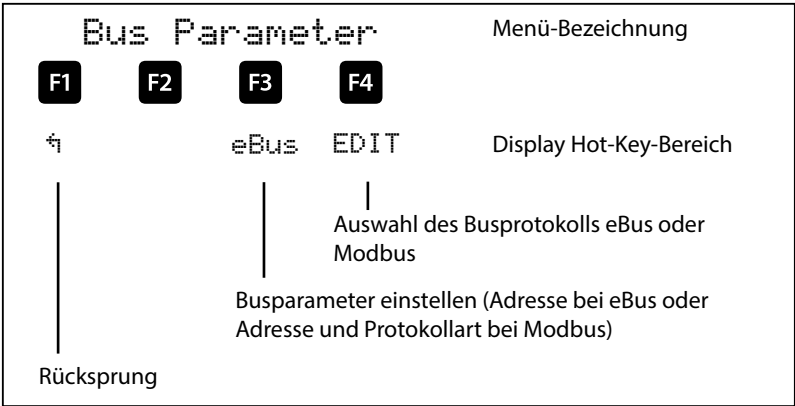 Bus Parameter Menü-Bezeichnung
F1 F2 F3 F4
↰ eBus EDIT Display Hot-Key-Bereich
Auswahl des Busprotokolls eBus oder
Modbus
Busparameter einstellen (Adresse bei eBus oder
Adresse und Protokollart bei Modbus)
Rücksprung